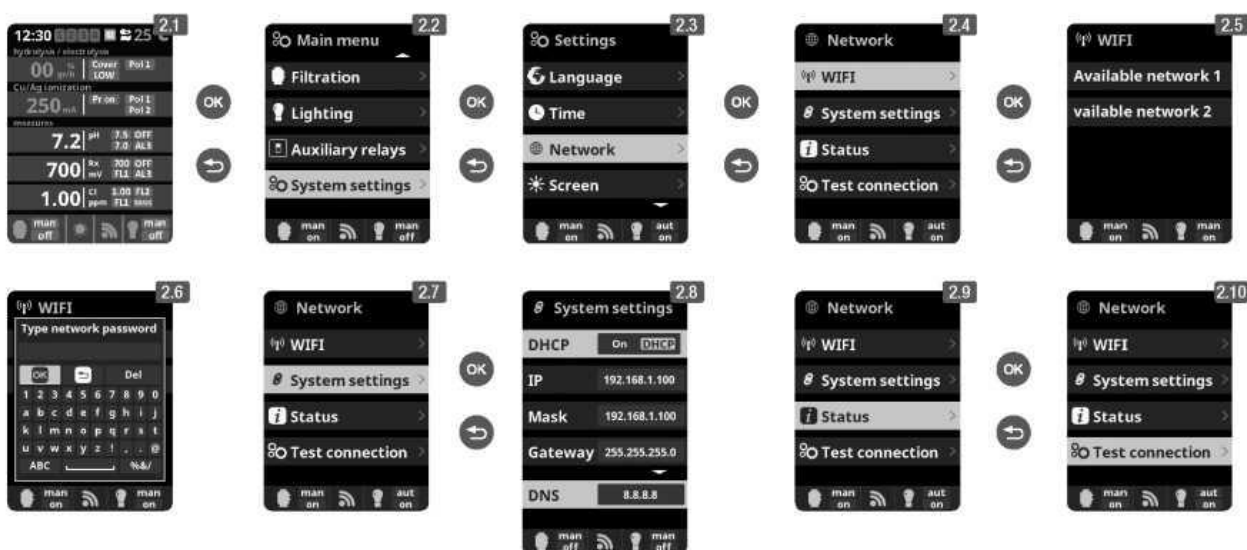 2.1
12:30 25
hydrolysis / electrolysis
00 % gr/h Cover LOW Pol 1
Cu/Ag ionization
250 mA Pr on Pol 1 Pol 2
measures
7.2 pH 7.5 OFF 7.0 AL3
700 Rx mV 700 OFF FL1 AL3
1.00 Cl ppm 1.00 FL2 FL1
man off man off
OK
2.2
Main menu
Filtration
Lighting
Auxiliary relays
System settings
man on man off
OK
2.3
Settings
Language
Time
Network
Screen
man on aut on
OK
2.4
Network
WIFI
System settings
Status
Test connection
man on aut on
2.5
WIFI
Available network 1
vailable network 2
man on man on
2.6
WIFI
Type network password
OK Del
1 2 3 4 5 6 7 8 9 0
a b c d e f g h i j
k l m n o p q r s t
u v w x y z ! . . @
ABC %&/
man on man on
2.7
Network
WIFI
System settings
Status
Test connection
man on aut on
OK
2.8
System settings
DHCP On DHCP
IP 192.168.1.100
Mask 192.168.1.100
Gateway 255.255.255.0
DNS 8.8.8.8
man off man off
2.9
Network
WIFI
System settings
Status
Test connection
man on aut on
OK
2.10
Network
WIFI
System settings
Status
Test connection
man on aut on